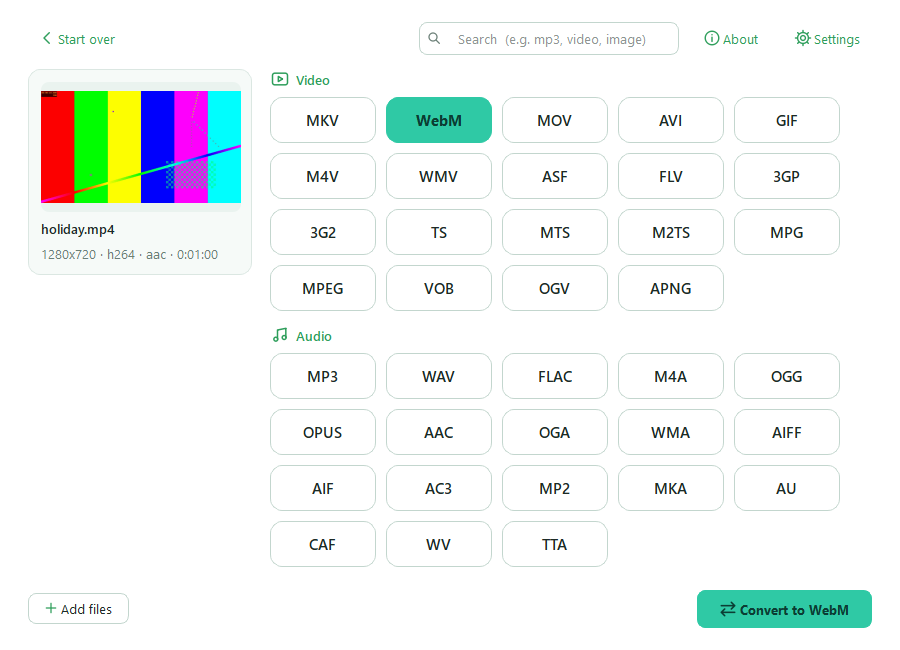 Start over
Search (e.g. mp3, video, image)
About
Settings
holiday.mp4
1280x720 · h264 · aac · 0:01:00
Video
MKV WebM MOV AVI GIF
M4V WMV ASF FLV 3GP
3G2 TS MTS M2TS MPG
MPEG VOB OGV APNG
Audio
MP3 WAV FLAC M4A OGG
OPUS AAC OGA WMA AIFF
AIF AC3 MP2 MKA AU
CAF WV TTA
+ Add files
Convert to WebM